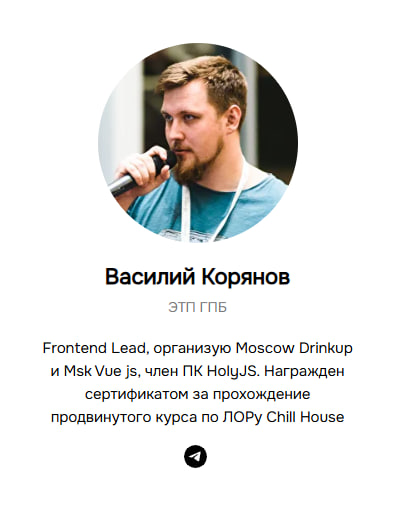 Василий Корянов
ЭТП ГПБ
Frontend Lead, организую Moscow Drinkup
и Msk Vue js, член ПК HolyJS. Награжден
сертификатом за прохождение
продвинутого курса по ЛОРу Chill House